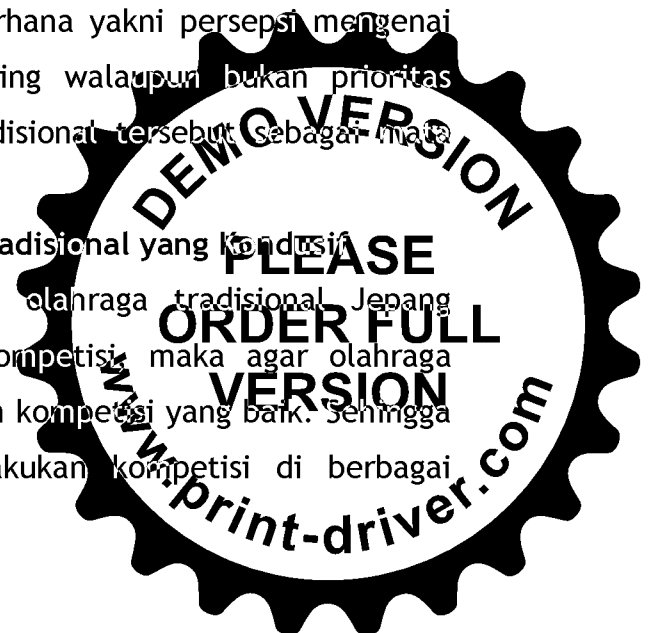 rhana yakni persepsi mengenai
ing walaupun bukan prioritas
disional tersebut sebagai mata
adisional yang Kondusif
olahraga tradisional Jepang
ompetisi, maka agar olahraga
n kompetisi yang baik. Sehingga
akukan kompetisi di berbagai
DEMO VERSION
PLEASE
ORDER FULL
VERSION
www.print-driver.com